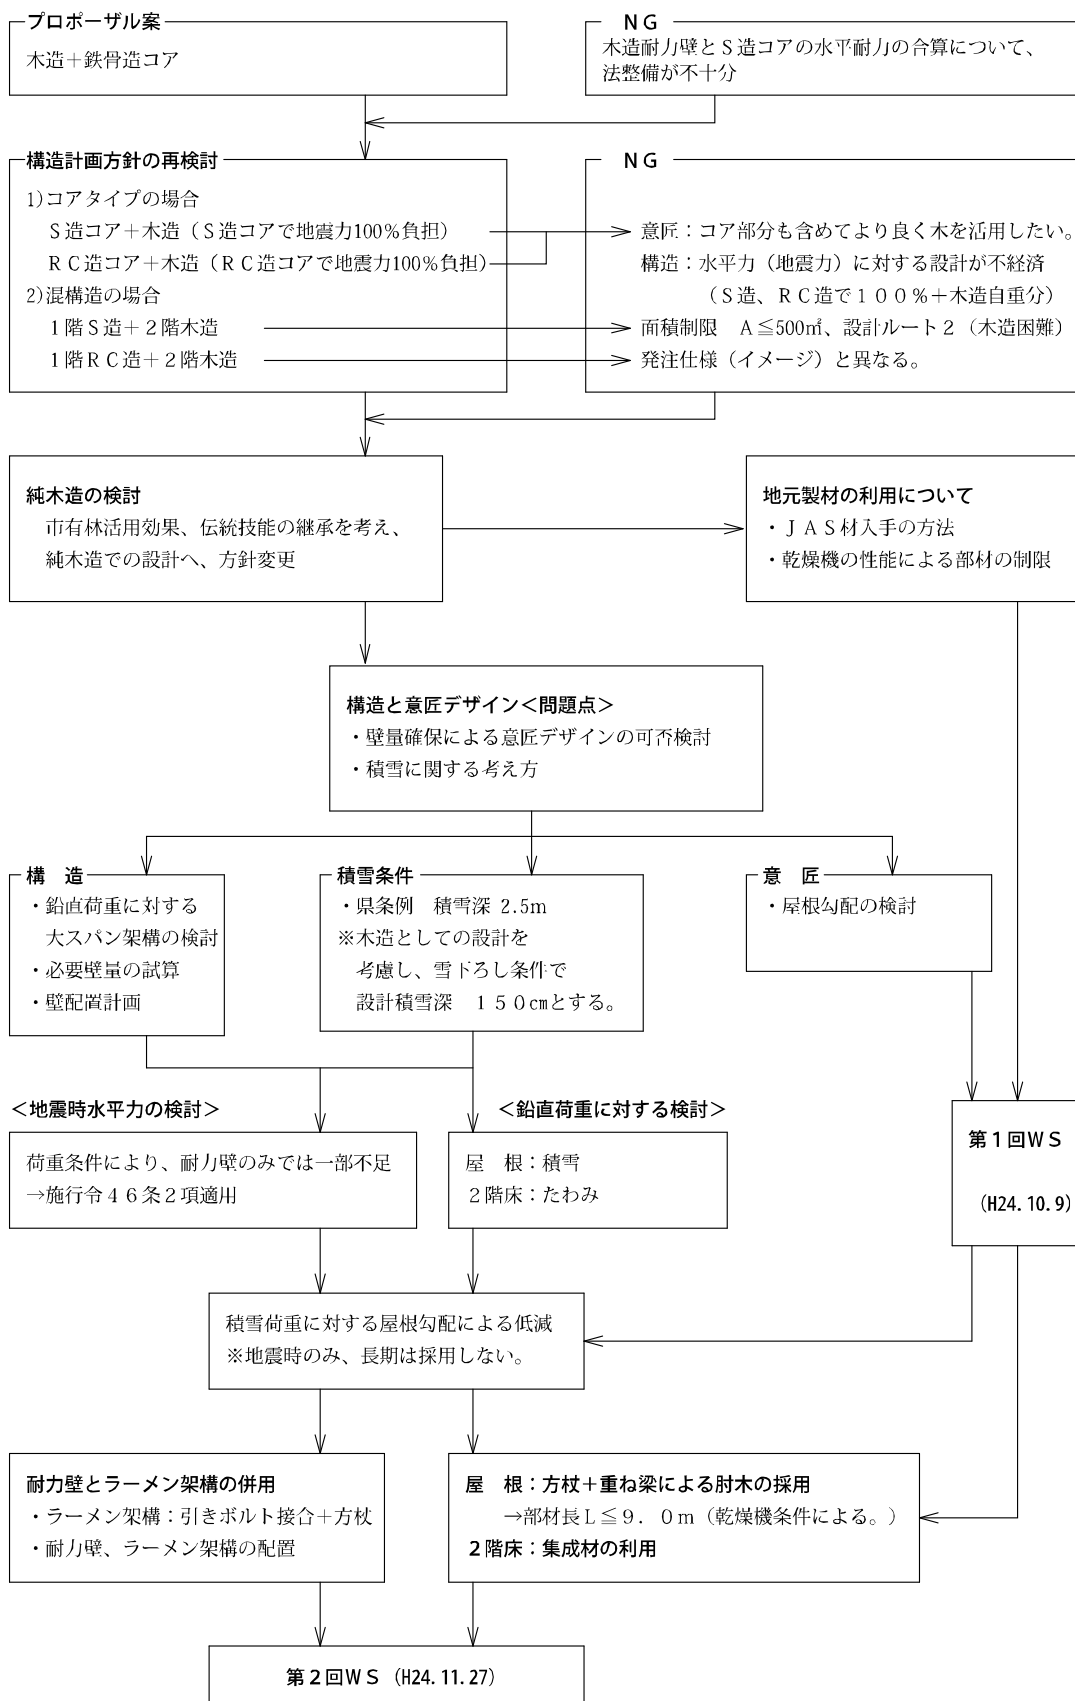 プロポーザル案
木造＋鉄骨造コア
ＮＧ
木造耐力壁とＳ造コアの水平耐力の合算について、
法整備が不十分
構造計画方針の再検討
1)コアタイプの場合
Ｓ造コア＋木造（Ｓ造コアで地震力100％負担）
ＲＣ造コア＋木造（ＲＣ造コアで地震力100％負担）
2)混構造の場合
１階Ｓ造＋２階木造
１階ＲＣ造＋２階木造
ＮＧ
意匠：コア部分も含めてより良く木を活用したい。
構造：水平力（地震力）に対する設計が不経済
（Ｓ造、ＲＣ造で１００％＋木造自重分）
面積制限　Ａ≦500㎡、設計ルート２（木造困難）
発注仕様（イメージ）と異なる。
純木造の検討
市有林活用効果、伝統技能の継承を考え、
純木造での設計へ、方針変更
地元製材の利用について
・ＪＡＳ材入手の方法
・乾燥機の性能による部材の制限
構造と意匠デザイン＜問題点＞
・壁量確保による意匠デザインの可否検討
・積雪に関する考え方
構　造
・鉛直荷重に対する
大スパン架構の検討
・必要壁量の試算
・壁配置計画
積雪条件
・県条例　積雪深 2.5m
※木造としての設計を
考慮し、雪下ろし条件で
設計積雪深　１５０㎝とする。
意　匠
・屋根勾配の検討
＜地震時水平力の検討＞
荷重条件により、耐力壁のみでは一部不足
→施行令４６条２項適用
＜鉛直荷重に対する検討＞
屋　根：積雪
２階床：たわみ
第１回ＷＳ
（H24.10.9）
積雪荷重に対する屋根勾配による低減
※地震時のみ、長期は採用しない。
耐力壁とラーメン架構の併用
・ラーメン架構：引きボルト接合＋方杖
・耐力壁、ラーメン架構の配置
屋　根：方杖＋重ね梁による肘木の採用
→部材長Ｌ≦９．０ｍ（乾燥機条件による。）
２階床：集成材の利用
第２回ＷＳ（H24.11.27）